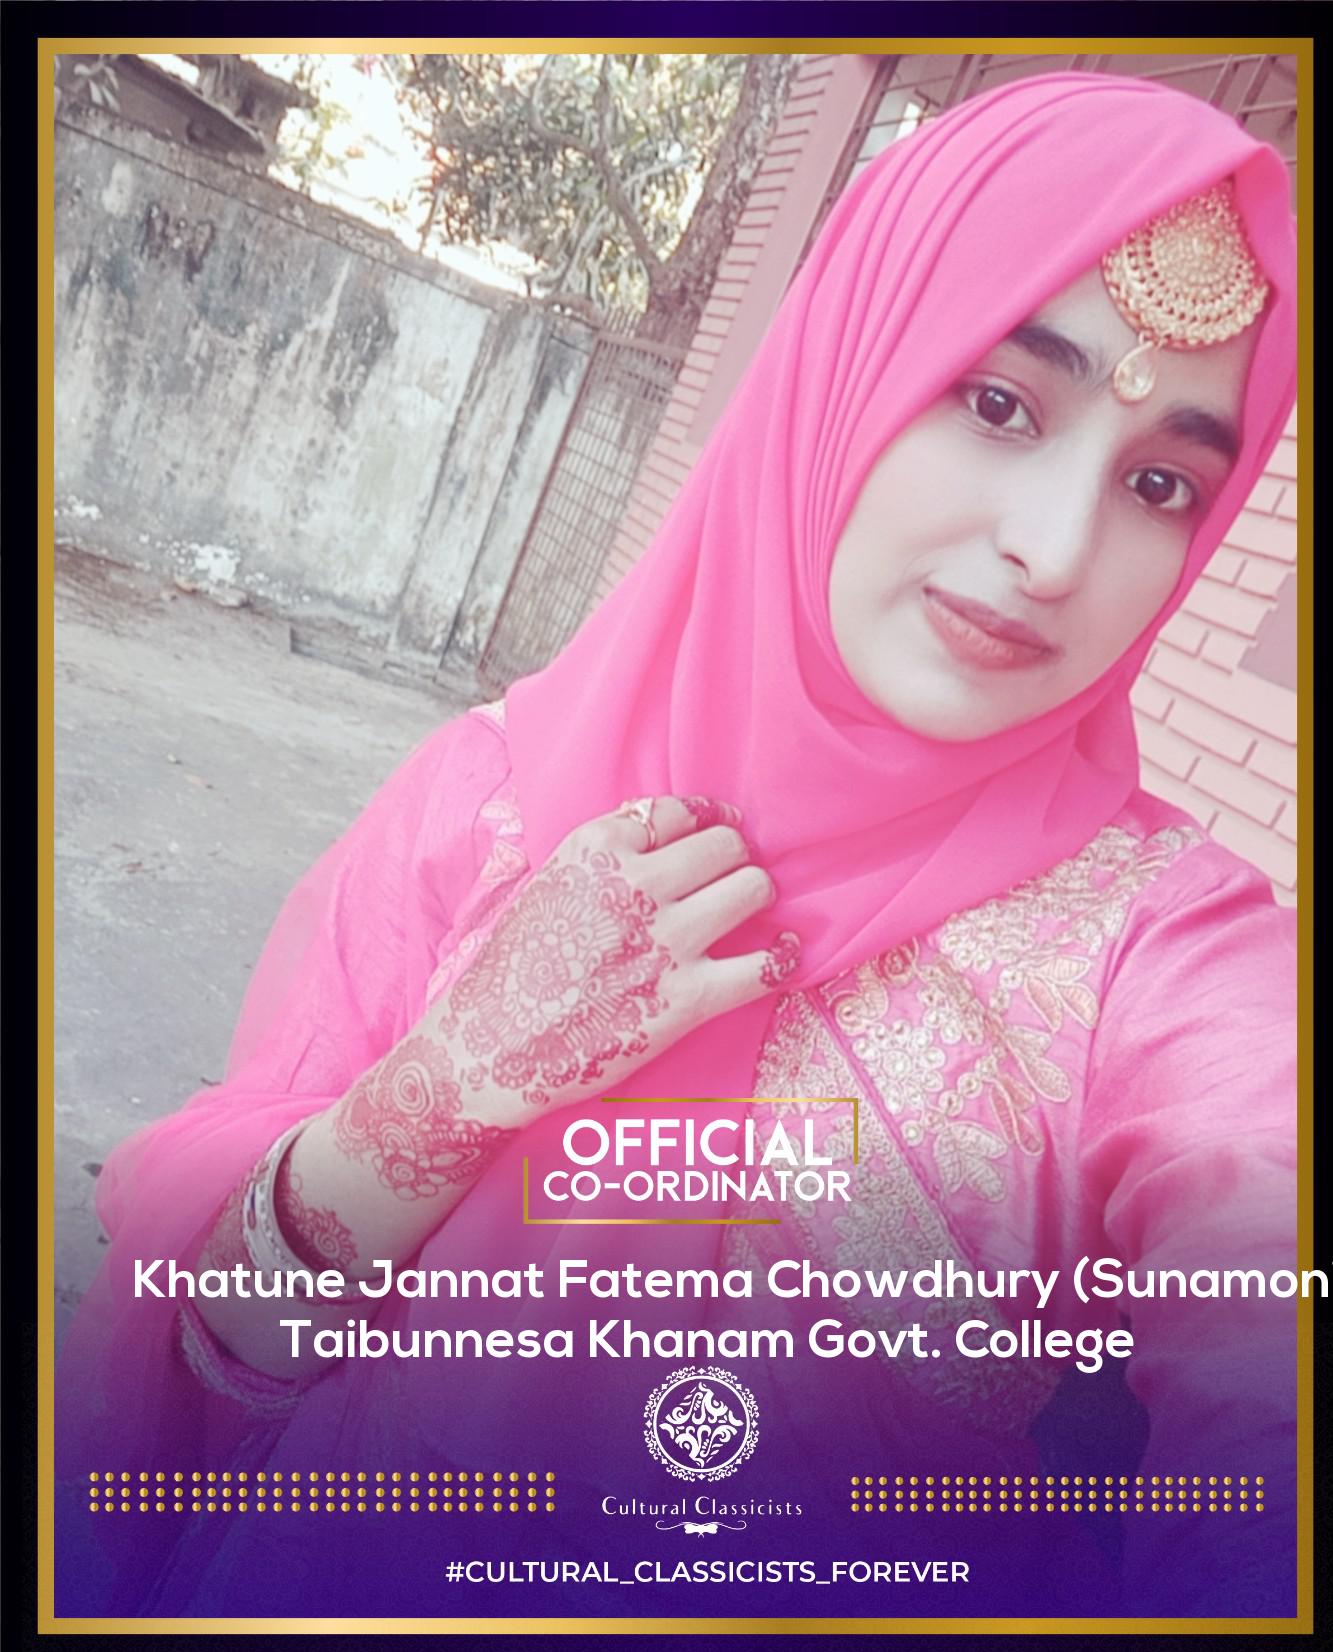 OFFICIAL
CO-ORDINATOR
Khatune Jannat Fatema Chowdhury (Sunamon
Taibunnesa Khanam Govt. College
Cultural Classicists
#CULTURAL_CLASSICISTS_FOREVER